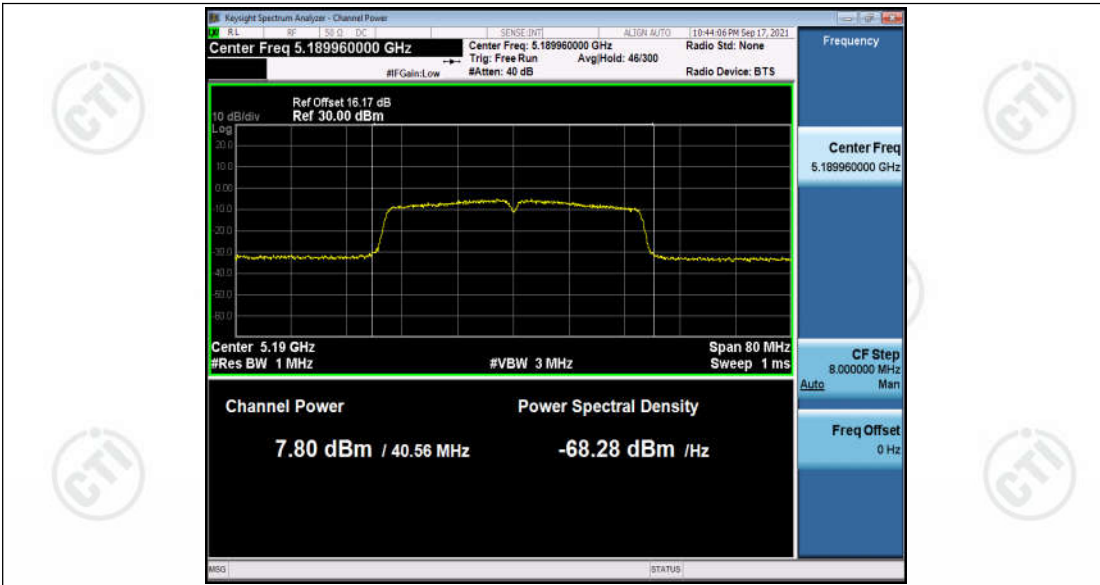 Keysight Spectrum Analyzer - Channel Power
RL RF 50 Ω DC SENSE:INT ALIGN AUTO 10:44:06 PM Sep 17, 2021
Center Freq 5.189960000 GHz
Center Freq: 5.189960000 GHz
Radio Std: None
Trig: Free Run Avg|Hold: 46/300
#IFGain:Low #Atten: 40 dB Radio Device: BTS
Frequency
Ref Offset 16.17 dB
10 dB/div Ref 30.00 dBm
Log
20.0
10.0
0.00
-10.0
-20.0
-30.0
-40.0
-50.0
-60.0
Center 5.19 GHz Span 80 MHz
#Res BW 1 MHz #VBW 3 MHz Sweep 1 ms
Center Freq
5.189960000 GHz
CF Step
8.000000 MHz
Auto Man
Freq Offset
0 Hz
Channel Power Power Spectral Density
7.80 dBm / 40.56 MHz -68.28 dBm /Hz
MSG STATUS
CTI
CTI
CTI
CTI